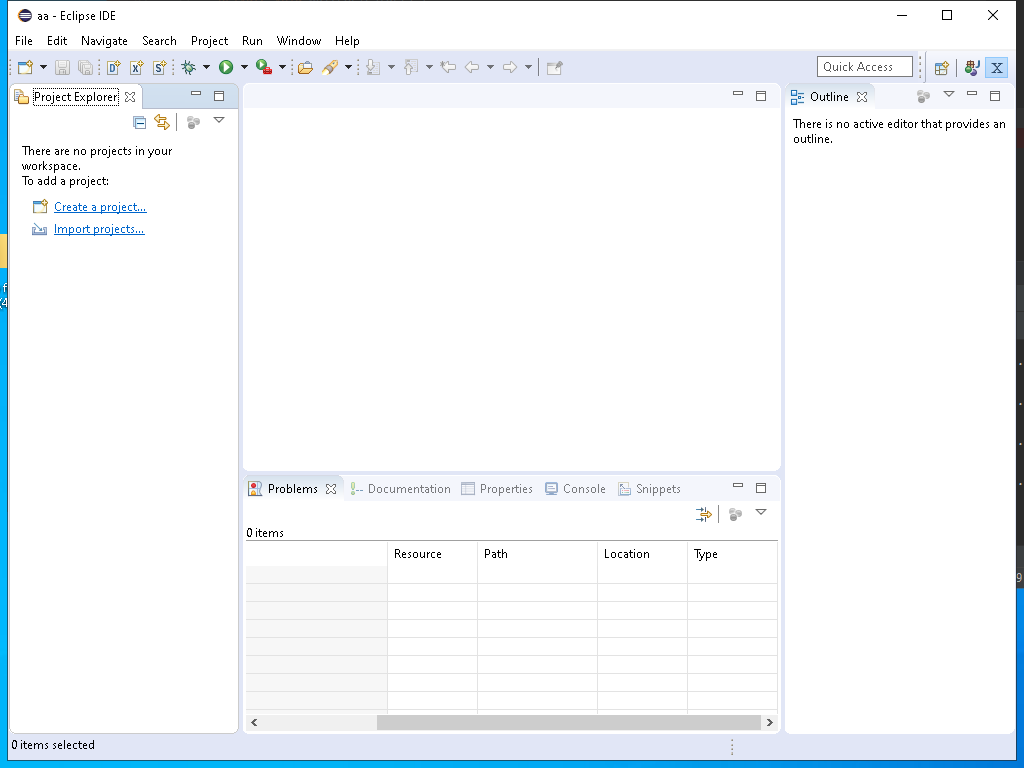 aa - Eclipse IDE
File Edit Navigate Search Project Run Window Help
Quick Access
Project Explorer
There are no projects in your
workspace.
To add a project:
Create a project...
Import projects...
Outline
There is no active editor that provides an
outline.
Problems Documentation Properties Console Snippets
0 items
Resource Path Location Type
0 items selected
f
(4
9